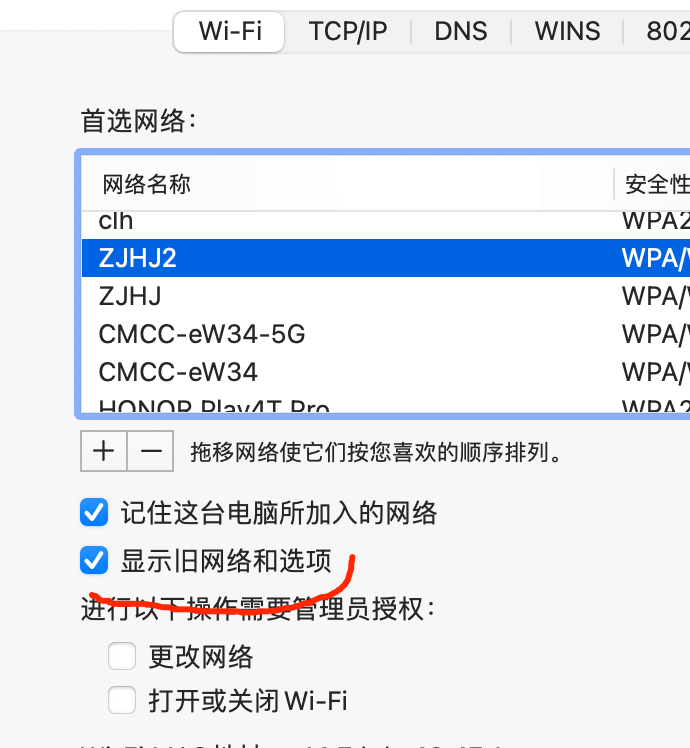 Wi-Fi TCP/IP DNS WINS 802
首选网络：
网络名称 安全性
clh WPA2
ZJHJ2 WPA/
ZJHJ WPA/
CMCC-eW34-5G WPA/
CMCC-eW34 WPA/
HONOR Play4T Pro WPA2
+ − 拖移网络使它们按您喜欢的顺序排列。
记住这台电脑所加入的网络
显示旧网络和选项
进行以下操作需要管理员授权：
更改网络
打开或关闭 Wi-Fi